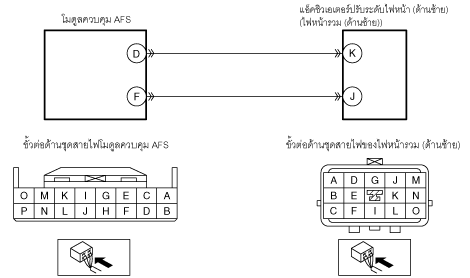 โมดูลควบคุม AFS
แอ็คชิวเอเตอร์ปรับระดับไฟหน้า (ด้านซ้าย)
(ไฟหน้ารวม (ด้านซ้าย))
D K
F J
ขั้วต่อด้านชุดสายไฟโมดูลควบคุม AFS
ขั้วต่อด้านชุดสายไฟของไฟหน้ารวม (ด้านซ้าย)
O M K I G E C A
P N L J H F D B
A D G J M
B E K N
C F I L O